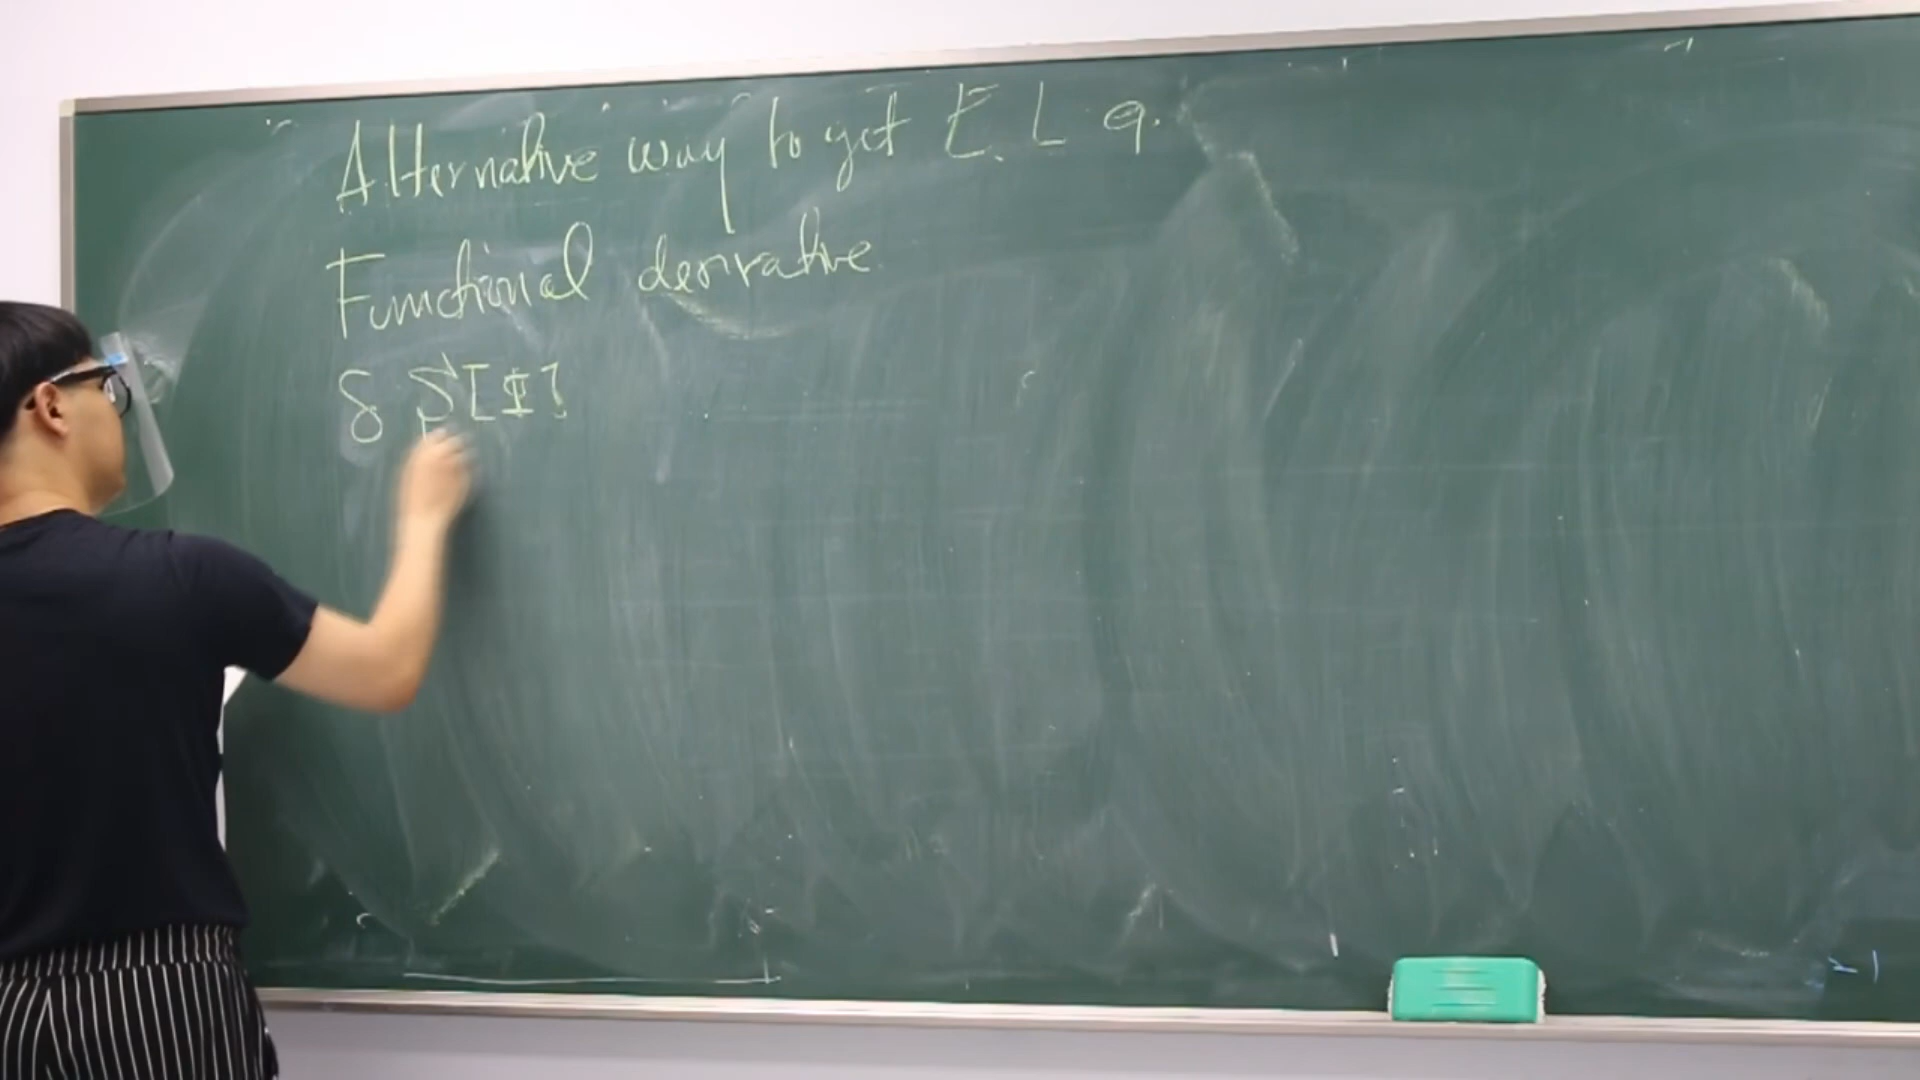 Alternative way to get E. L eq.
Functional derivative
δ S[Φ]